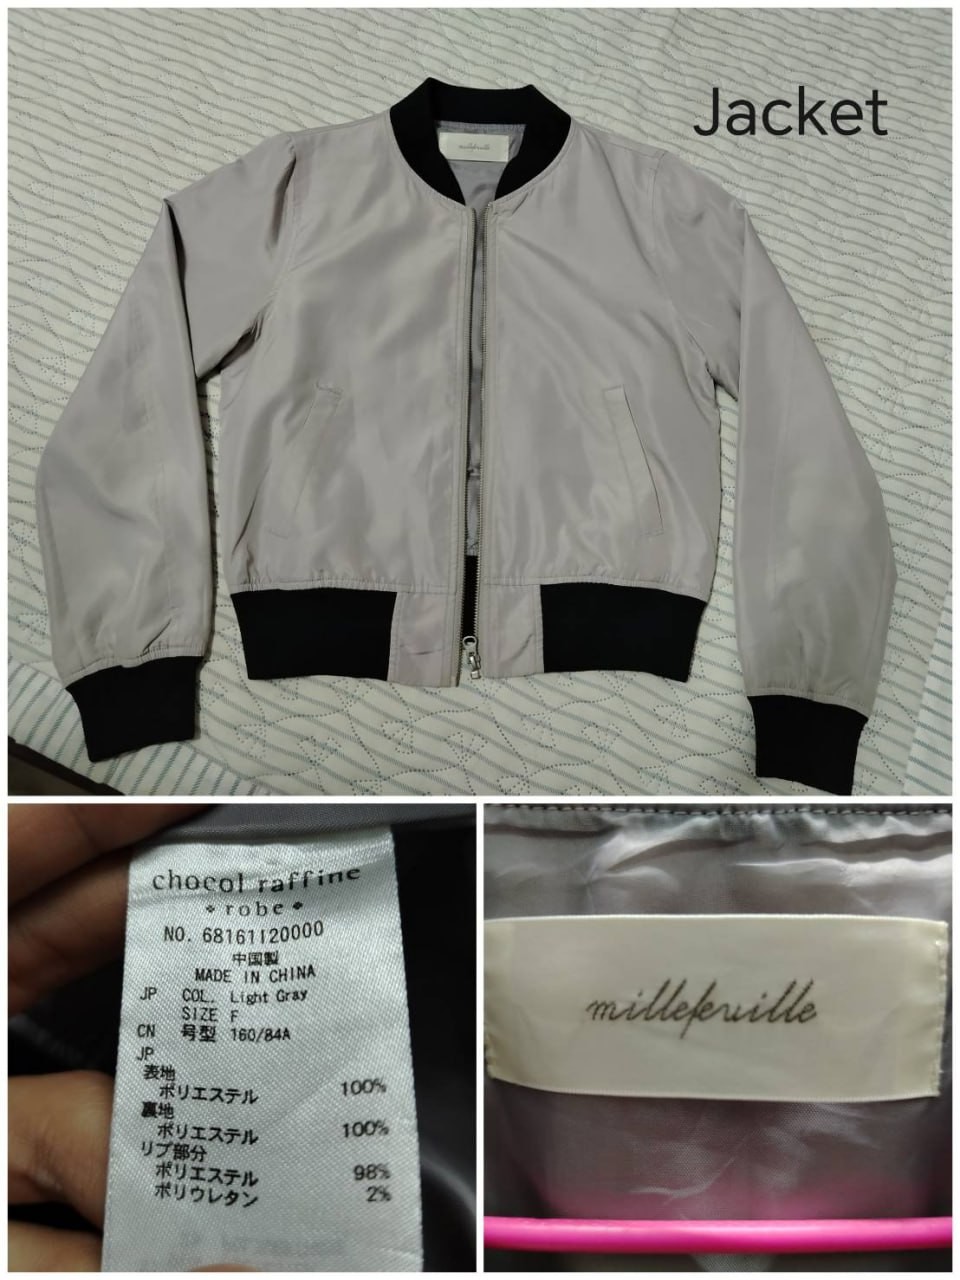 Jacket
millefeuille
chocol raffine
robe
NO. 68161120000
中国製
MADE IN CHINA
JP COL. Light Gray
SIZE F
CN 号型 160/84A
JP
表地
ポリエステル 100%
裏地
ポリエステル 100%
リブ部分
ポリエステル 98%
ポリウレタン 2%
millefeuille